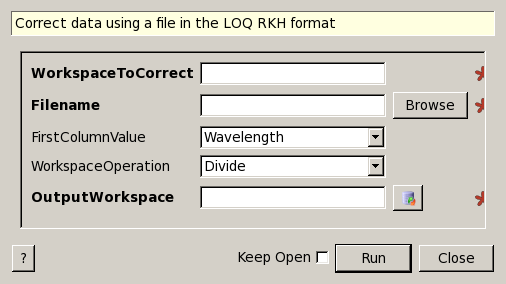 Correct data using a file in the LOQ RKH format
WorkspaceToCorrect
Filename Browse
FirstColumnValue Wavelength
WorkspaceOperation Divide
OutputWorkspace
? Keep Open Run Close